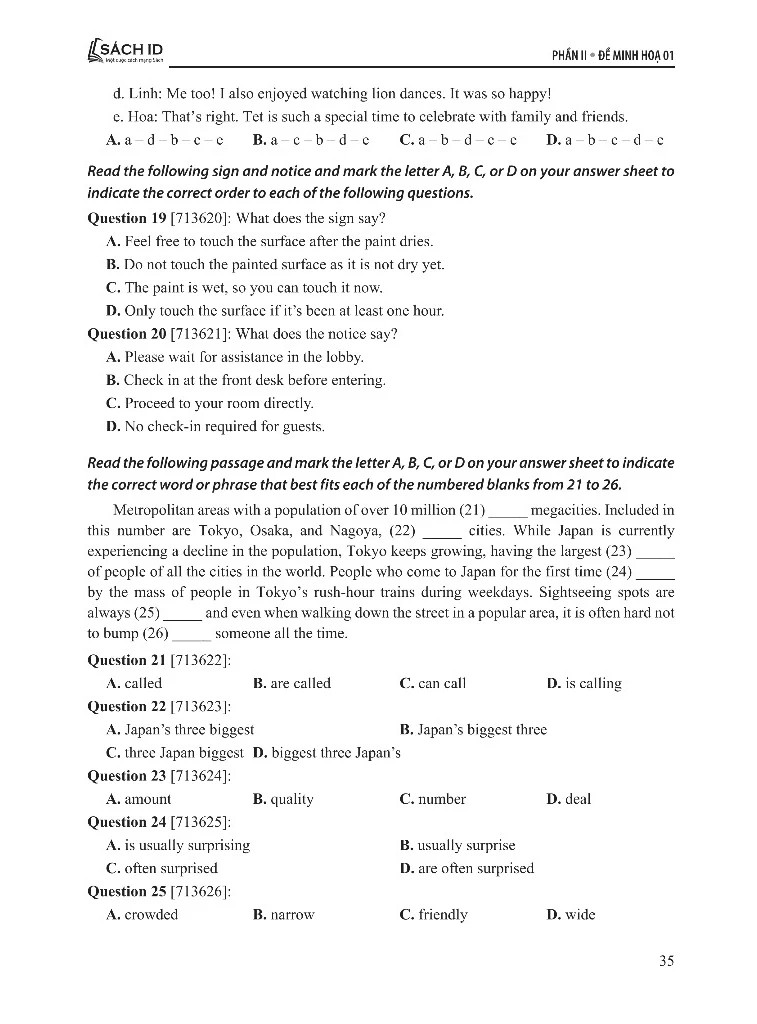 SÁCH ID
Một cuộc cách mạng Sách
PHẦN II • ĐỀ MINH HOẠ 01
d. Linh: Me too! I also enjoyed watching lion dances. It was so happy!
e. Hoa: That's right. Tet is such a special time to celebrate with family and friends.
A. a – d – b – c – e B. a – c – b – d – e C. a – b – d – c – e D. a – b – c – d – e
Read the following sign and notice and mark the letter A, B, C, or D on your answer sheet to
indicate the correct order to each of the following questions.
Question 19 [713620]: What does the sign say?
A. Feel free to touch the surface after the paint dries.
B. Do not touch the painted surface as it is not dry yet.
C. The paint is wet, so you can touch it now.
D. Only touch the surface if it's been at least one hour.
Question 20 [713621]: What does the notice say?
A. Please wait for assistance in the lobby.
B. Check in at the front desk before entering.
C. Proceed to your room directly.
D. No check-in required for guests.
Read the following passage and mark the letter A, B, C, or D on your answer sheet to indicate
the correct word or phrase that best fits each of the numbered blanks from 21 to 26.
Metropolitan areas with a population of over 10 million (21) _____ megacities. Included in
this number are Tokyo, Osaka, and Nagoya, (22) _____ cities. While Japan is currently
experiencing a decline in the population, Tokyo keeps growing, having the largest (23) _____
of people of all the cities in the world. People who come to Japan for the first time (24) _____
by the mass of people in Tokyo's rush-hour trains during weekdays. Sightseeing spots are
always (25) _____ and even when walking down the street in a popular area, it is often hard not
to bump (26) _____ someone all the time.
Question 21 [713622]:
A. called B. are called C. can call D. is calling
Question 22 [713623]:
A. Japan's three biggest B. Japan's biggest three
C. three Japan biggest D. biggest three Japan's
Question 23 [713624]:
A. amount B. quality C. number D. deal
Question 24 [713625]:
A. is usually surprising B. usually surprise
C. often surprised D. are often surprised
Question 25 [713626]:
A. crowded B. narrow C. friendly D. wide
35